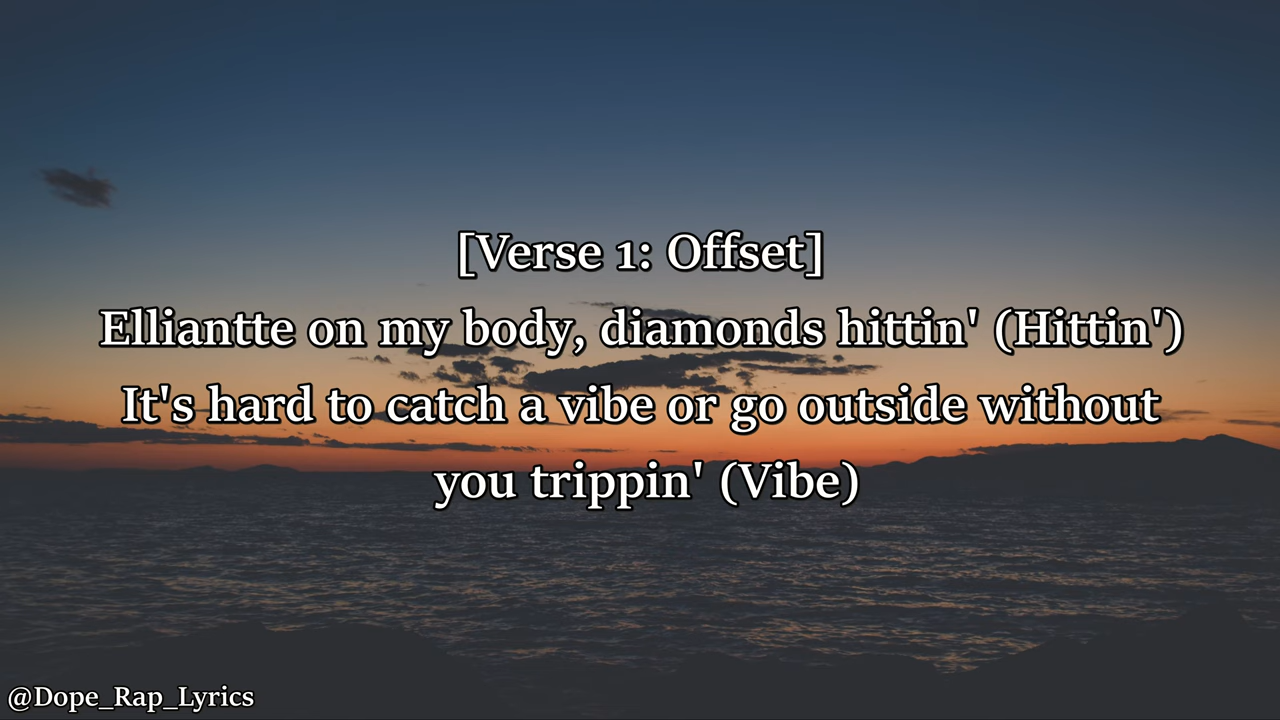 [Verse 1: Offset]
Elliantte on my body, diamonds hittin' (Hittin')
It's hard to catch a vibe or go outside without
you trippin' (Vibe)
@Dope_Rap_Lyrics